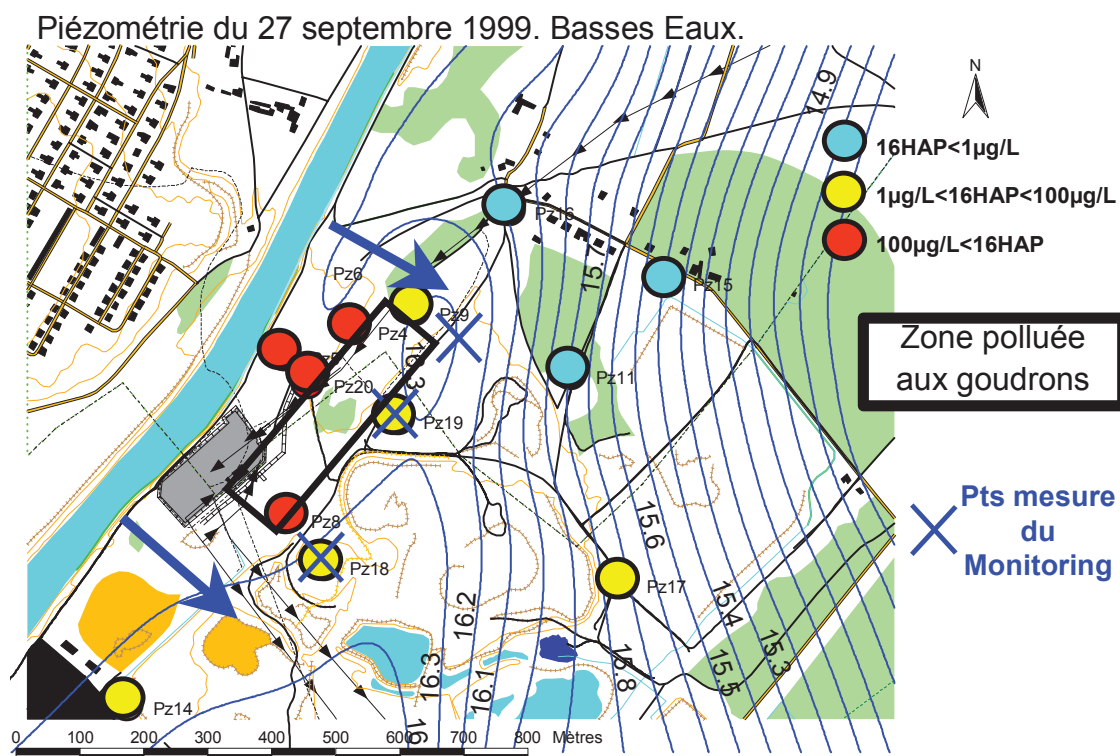 Piézométrie du 27 septembre 1999. Basses Eaux.
14.9
N
16HAP<1µg/L
1µg/L<16HAP<100µg/L
100µg/L<16HAP
Pz16
15.7
Pz15
Pz6
Pz9
Pz4
Zone polluée
aux goudrons
Pz11
Pz20
Pz19
Pts mesure
du
Monitoring
Pz8
Pz18
15.6
Pz17
16.2
15.4
16.3
16.1
15.8
15.5
15.3
Pz14
0 100 200 300 400 500 600 700 800 Mètres